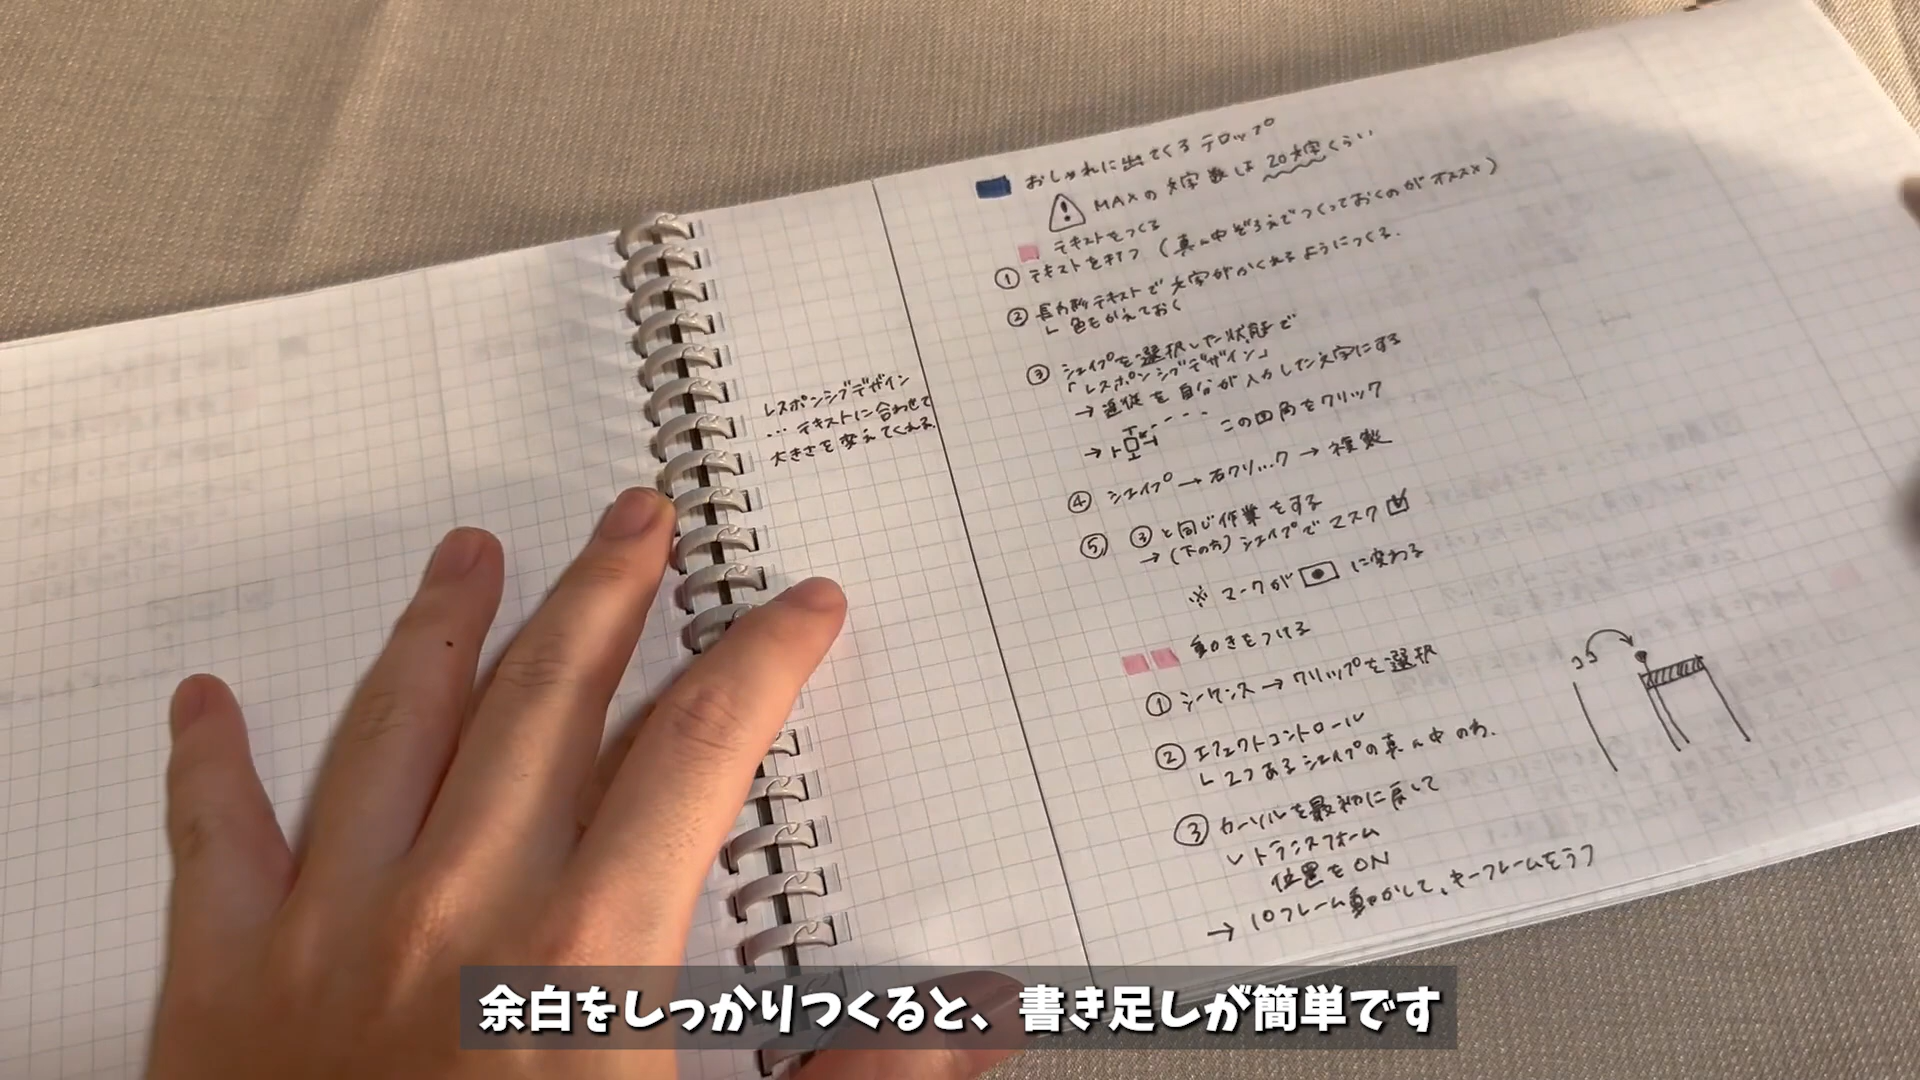 おしゃれに出てくるテロップ
MAXの文字数は20文字くらい
テキストをつくる
① テキストを打つ (真ん中ぞろえでつくっておくのがオススメ)
② 長方形テキストで文字がかくれるようにつくる.
└ 色もかえておく
③ シェイプを選択した状態で
「レスポンシブデザイン」
→ 追従を自分が入力した文字にする
→ この四角をクリック
④ シェイプ → 右クリック → 複製
⑤ ③と同じ作業をする
→ (下の方) シェイプでマスク
※ マークが に変わる
動きをつける
① シーケンス → クリップを選択
② エフェクトコントロール
└ 2つあるシェイプの真ん中の方.
③ カーソルを最初に戻して
トランスフォーム
位置をON
→ 10フレーム動かして、キーフレームをうつ
ココ
レスポンシブデザイン
… テキストに合わせて
大きさを変えてくれる.
余白をしっかりつくると、書き足しが簡単です